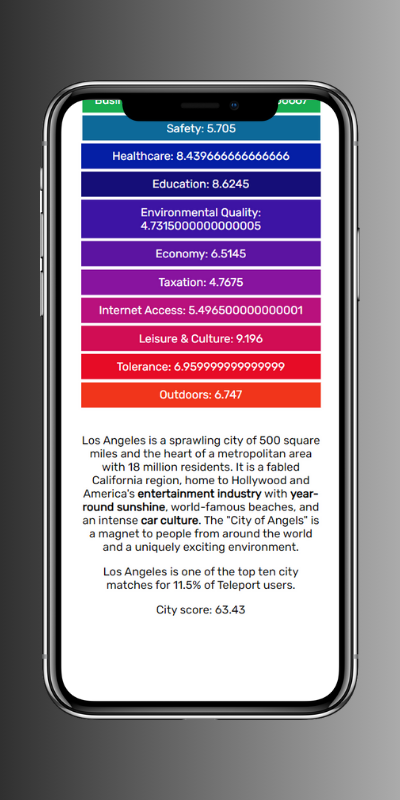 Safety: 5.705
Healthcare: 8.439666666666666
Education: 8.6245
Environmental Quality:
4.7315000000000005
Economy: 6.5145
Taxation: 4.7675
Internet Access: 5.496500000000001
Leisure & Culture: 9.196
Tolerance: 6.959999999999999
Outdoors: 6.747
Los Angeles is a sprawling city of 500 square
miles and the heart of a metropolitan area
with 18 million residents. It is a fabled
California region, home to Hollywood and
America's entertainment industry with year-
round sunshine, world-famous beaches, and
an intense car culture. The "City of Angels" is
a magnet to people from around the world
and a uniquely exciting environment.
Los Angeles is one of the top ten city
matches for 11.5% of Teleport users.
City score: 63.43